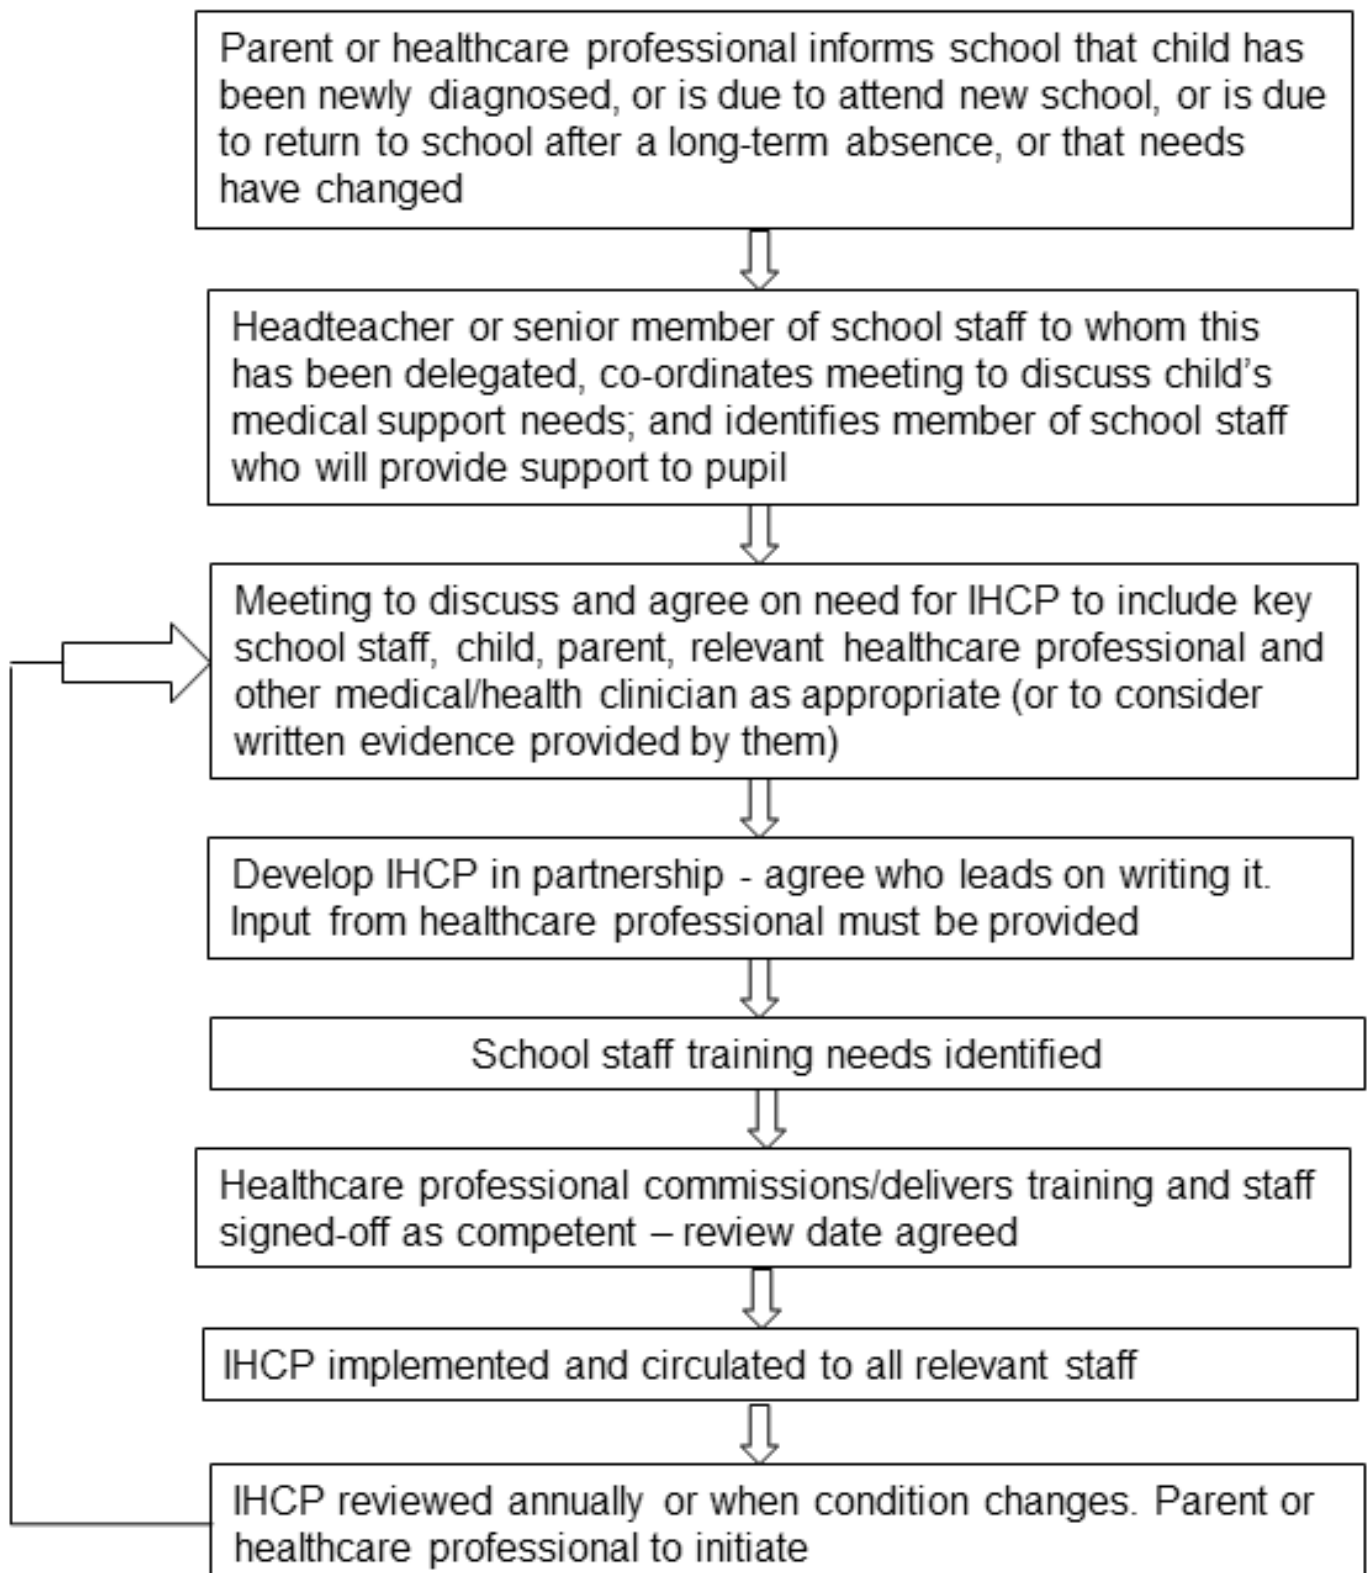 Parent or healthcare professional informs school that child has
been newly diagnosed, or is due to attend new school, or is due
to return to school after a long-term absence, or that needs
have changed
Headteacher or senior member of school staff to whom this
has been delegated, co-ordinates meeting to discuss child’s
medical support needs; and identifies member of school staff
who will provide support to pupil
Meeting to discuss and agree on need for IHCP to include key
school staff, child, parent, relevant healthcare professional and
other medical/health clinician as appropriate (or to consider
written evidence provided by them)
Develop IHCP in partnership - agree who leads on writing it.
Input from healthcare professional must be provided
School staff training needs identified
Healthcare professional commissions/delivers training and staff
signed-off as competent – review date agreed
IHCP implemented and circulated to all relevant staff
IHCP reviewed annually or when condition changes. Parent or
healthcare professional to initiate